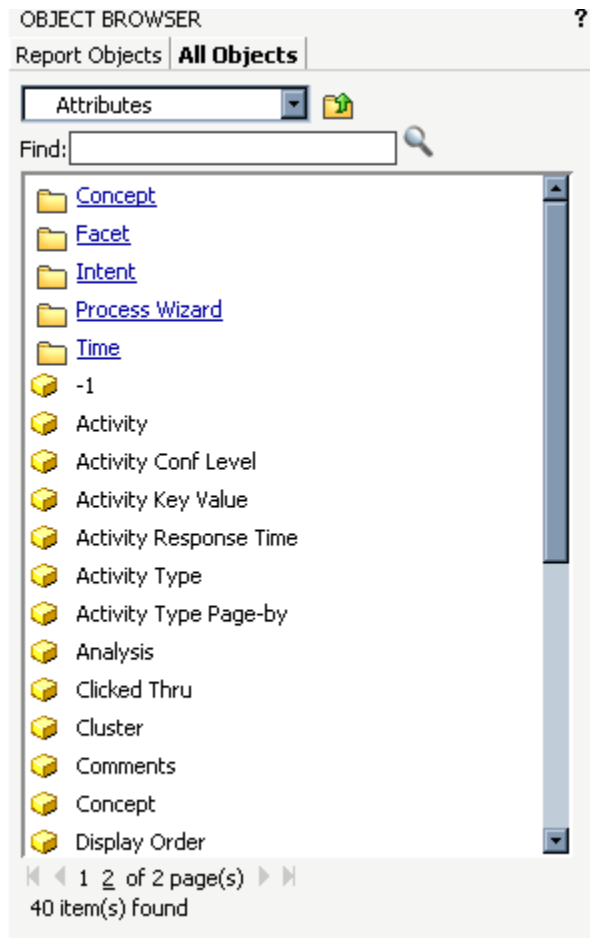 OBJECT BROWSER ?
Report Objects All Objects
Attributes
Find:
Concept
Facet
Intent
Process Wizard
Time
-1
Activity
Activity Conf Level
Activity Key Value
Activity Response Time
Activity Type
Activity Type Page-by
Analysis
Clicked Thru
Cluster
Comments
Concept
Display Order
1 2 of 2 page(s)
40 item(s) found